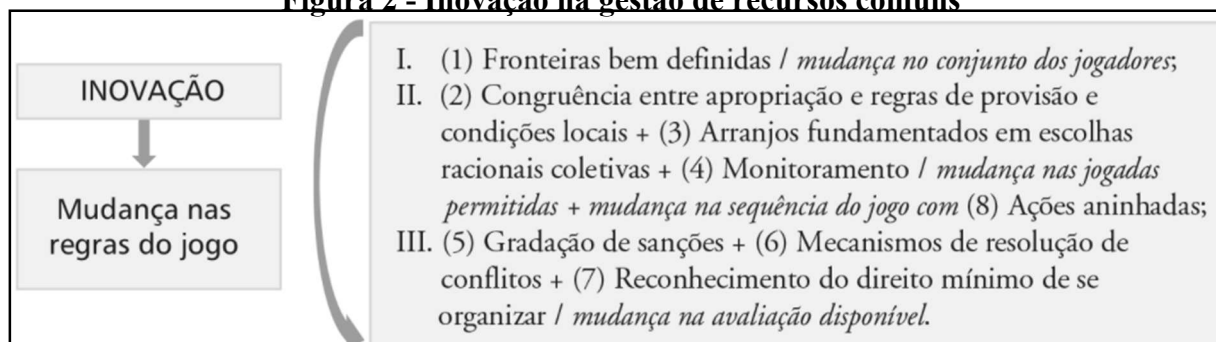 Figura 2 - Inovação na gestão de recursos comuns
INOVAÇÃO
Mudança nas
regras do jogo
I. (1) Fronteiras bem definidas / mudança no conjunto dos jogadores;
II. (2) Congruência entre apropriação e regras de provisão e
condições locais + (3) Arranjos fundamentados em escolhas
racionais coletivas + (4) Monitoramento / mudança nas jogadas
permitidas + mudança na sequência do jogo com (8) Ações aninhadas;
III. (5) Gradação de sanções + (6) Mecanismos de resolução de
conflitos + (7) Reconhecimento do direito mínimo de se
organizar / mudança na avaliação disponível.